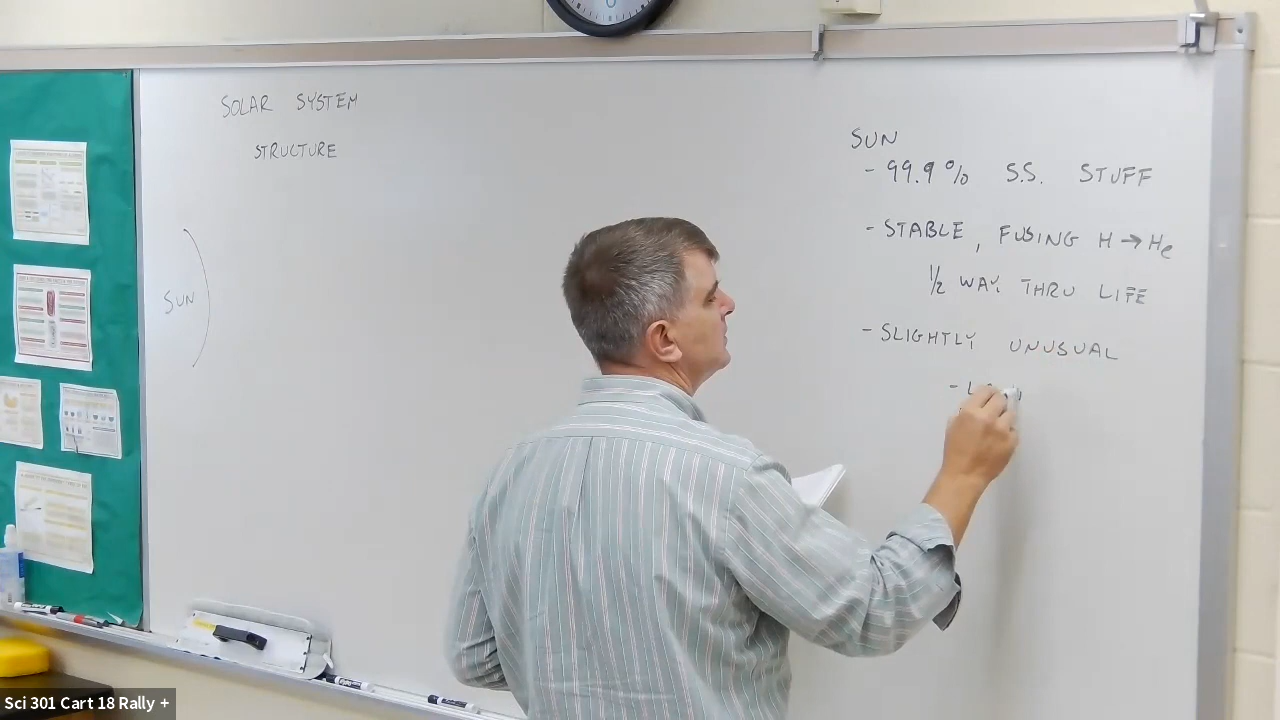 SOLAR SYSTEM
STRUCTURE
SUN
SUN
- 99.9% S.S. STUFF
- STABLE, FUSING H → He
1/2 WAY THRU LIFE
- SLIGHTLY UNUSUAL
-
Sci 301 Cart 18 Rally +